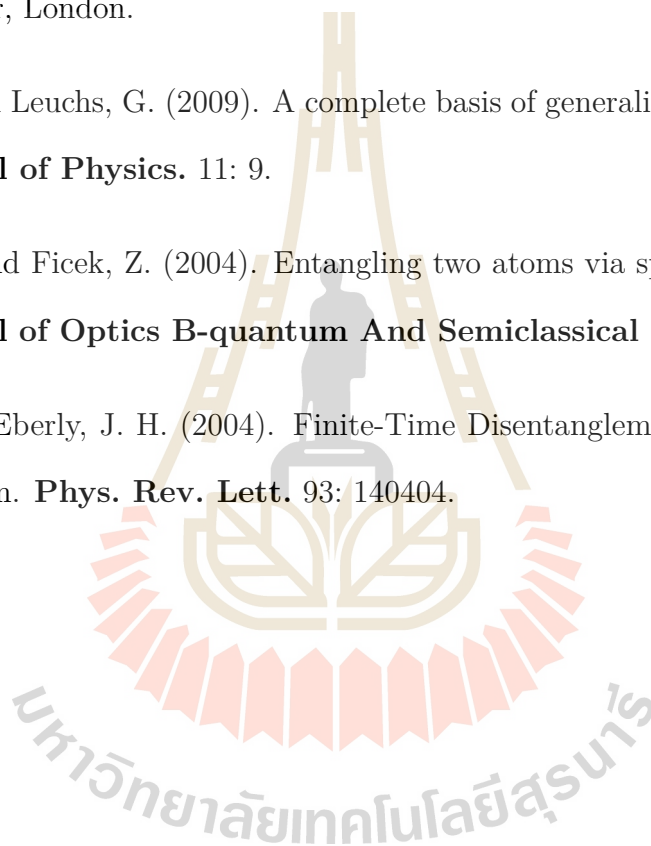 , London.
Leuchs, G. (2009). A complete basis of generali
l of Physics. 11: 9.
nd Ficek, Z. (2004). Entangling two atoms via sp
l of Optics B-quantum And Semiclassical
Eberly, J. H. (2004). Finite-Time Disentanglem
n. Phys. Rev. Lett. 93: 140404.
มหาวิทยาลัยเทคโนโลยีสุรนารี